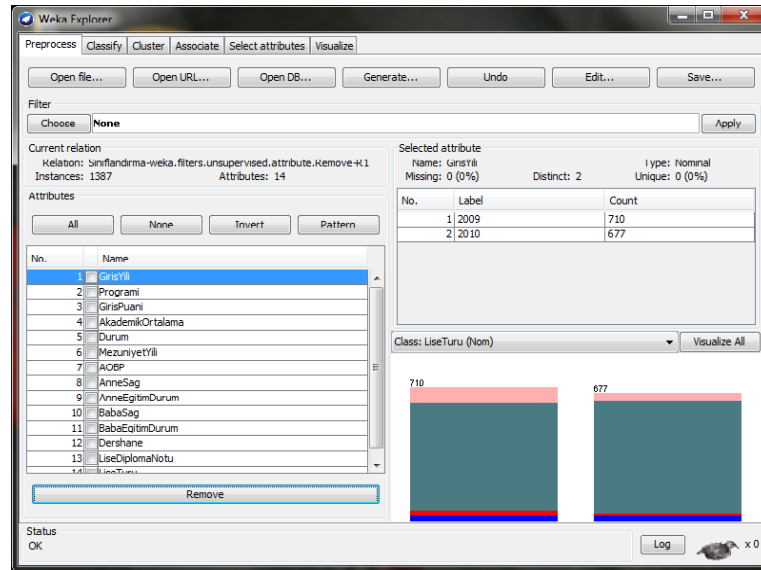 Weka Explorer
Preprocess Classify Cluster Associate Select attributes Visualize
Open file... Open URL... Open DB... Generate... Undo Edit... Save...
Filter
Choose None Apply
Current relation
Relation: Siniflandirma-weka.filters.unsupervised.attribute.Remove-R1
Instances: 1387 Attributes: 14
Attributes
All None Invert Pattern
No. Name
1 GirisYili
2 Programi
3 GirisPuani
4 AkademikOrtalama
5 Durum
6 MezuniyetYili
7 AOBP
8 AnneSag
9 AnneEgitimDurum
10 BabaSag
11 BabaEgitimDurum
12 Dershane
13 LiseDiplomaNotu
14 LiseTuru
Remove
Selected attribute
Name: GirisYili Type: Nominal
Missing: 0 (0%) Distinct: 2 Unique: 0 (0%)
No. Label Count
1 2009 710
2 2010 677
Class: LiseTuru (Nom) Visualize All
710 677
Status
OK Log x 0